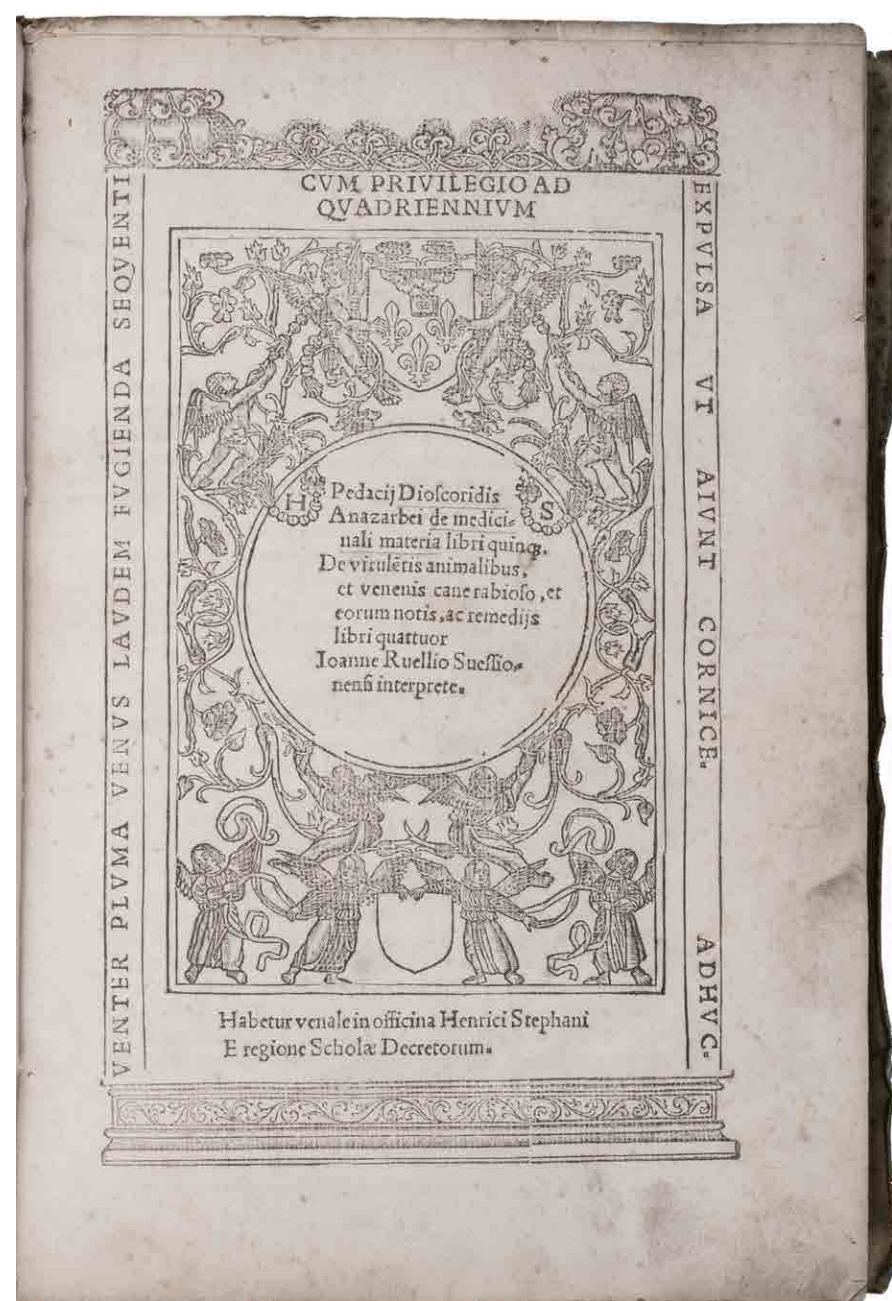 CVM PRIVILEGIO AD
QVADRIENNIVM
VENTER PLVMA VENVS LAVDEM FVGIENDA SEQVENTI
EXPVLSA VT AIVNT CORNICE. ADHVC.
H S
Pedacij Dioſcoridis
Anazarbei de medici-
nali materia libri quinqꝫ.
De virulētis animalibus,
et venenis cane rabioſo, et
eorum notis, ac remedijs
libri quattuor
Ioanne Ruellio Sueſſio-
nenſi interprete.
Habetur venale in officina Henrici Stephani
E regione Scholæ Decretorum.